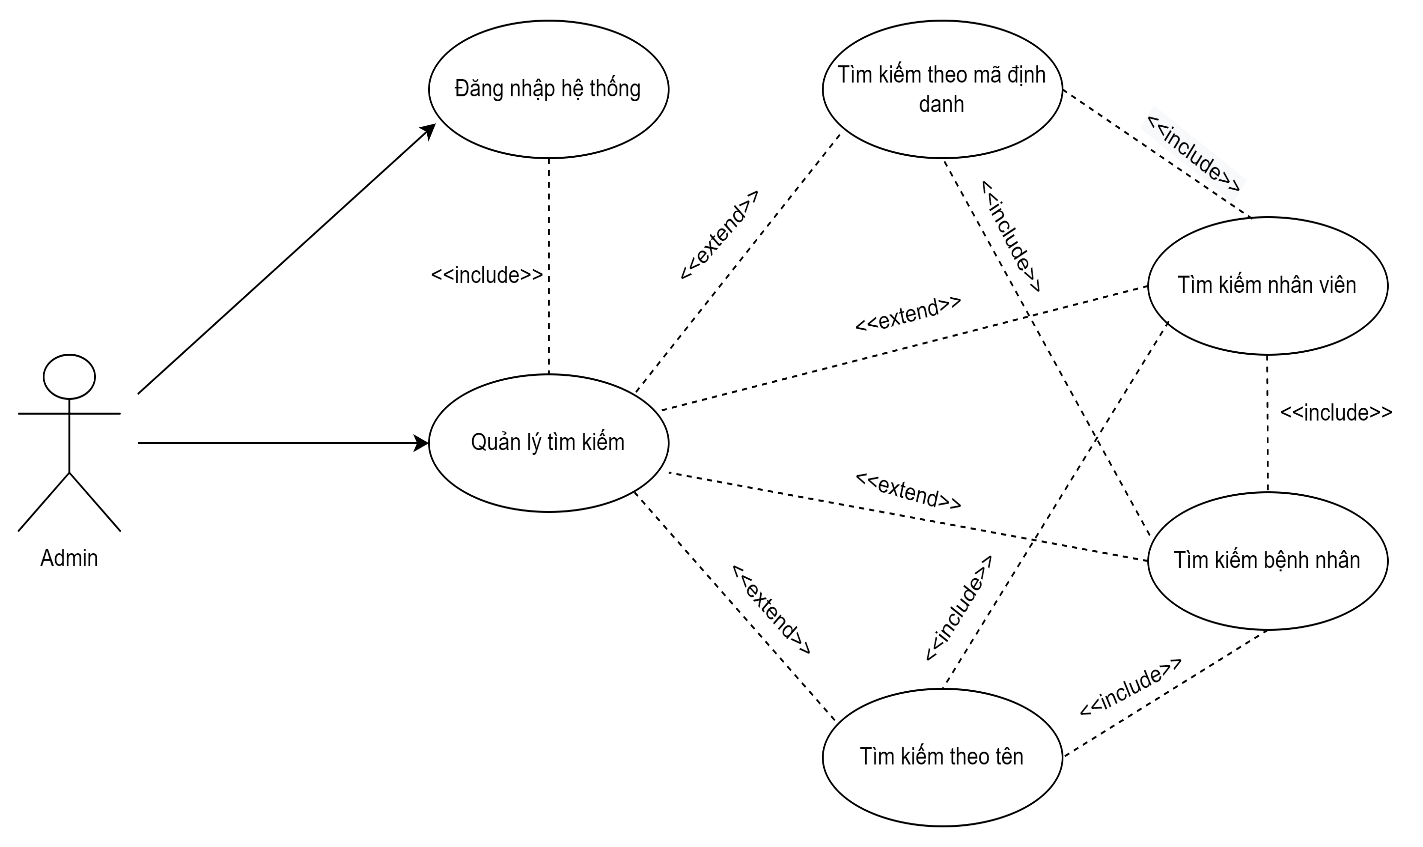 Đăng nhập hệ thống
Tìm kiếm theo mã định
danh
<<include>>
<<include>>
<<extend>>
<<include>>
Tìm kiếm nhân viên
<<extend>>
<<include>>
Quản lý tìm kiếm
<<extend>>
Admin
Tìm kiếm bệnh nhân
<<extend>>
<<include>>
<<include>>
Tìm kiếm theo tên